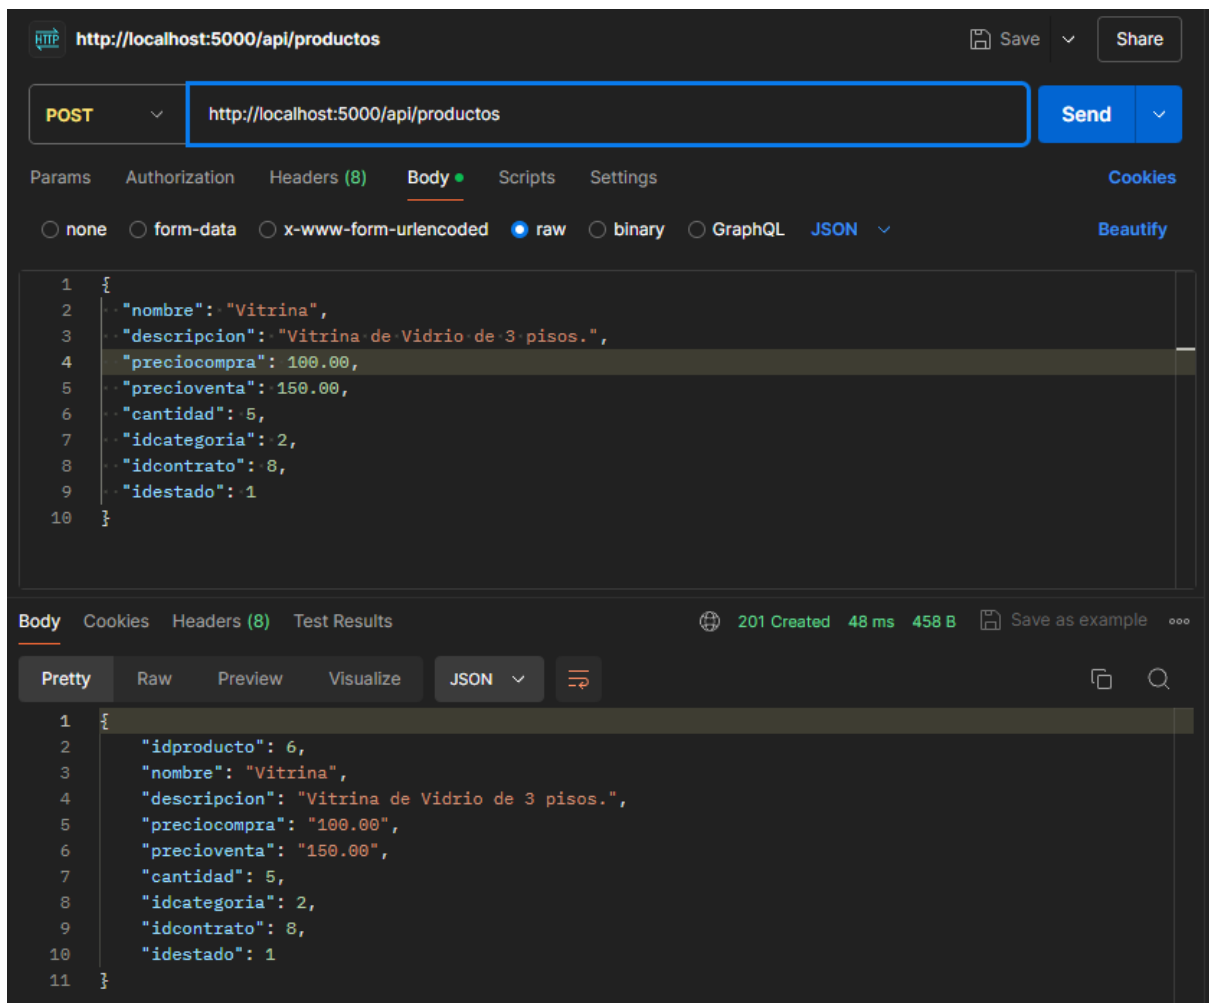 HTTP http://localhost:5000/api/productos Save Share
POST http://localhost:5000/api/productos Send
Params Authorization Headers (8) Body Scripts Settings Cookies
none form-data x-www-form-urlencoded raw binary GraphQL JSON Beautify
1 {
2 "nombre": "Vitrina",
3 "descripcion": "Vitrina de Vidrio de 3 pisos.",
4 "preciocompra": 100.00,
5 "precioventa": 150.00,
6 "cantidad": 5,
7 "idcategoria": 2,
8 "idcontrato": 8,
9 "idestado": 1
10 }
Body Cookies Headers (8) Test Results 201 Created 48 ms 458 B Save as example
Pretty Raw Preview Visualize JSON
1 {
2 "idproducto": 6,
3 "nombre": "Vitrina",
4 "descripcion": "Vitrina de Vidrio de 3 pisos.",
5 "preciocompra": "100.00",
6 "precioventa": "150.00",
7 "cantidad": 5,
8 "idcategoria": 2,
9 "idcontrato": 8,
10 "idestado": 1
11 }